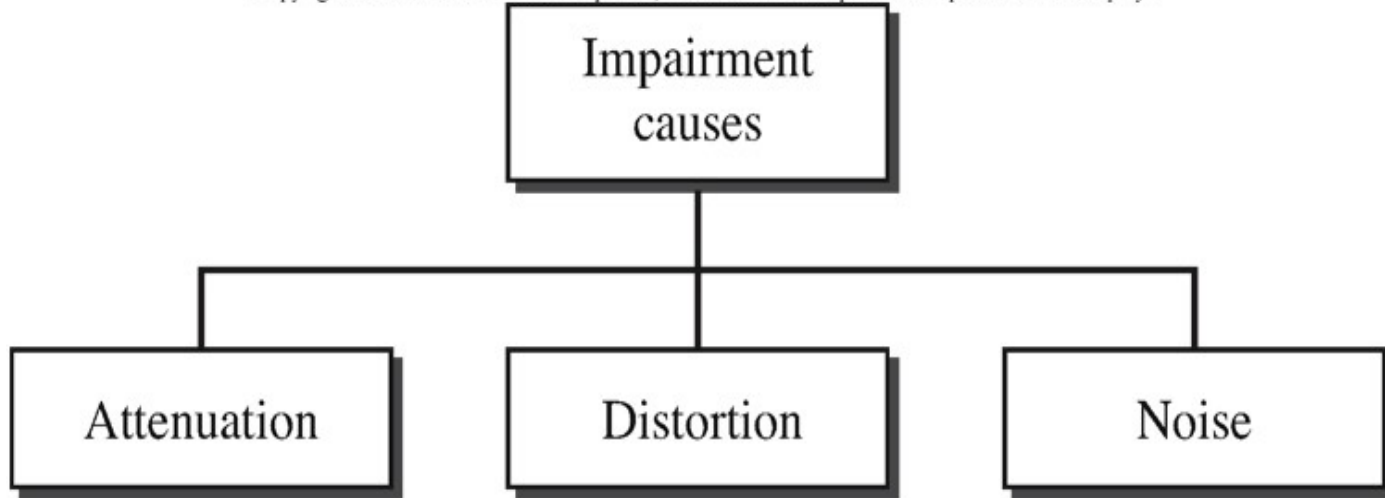 Impairment
causes
Attenuation
Distortion
Noise